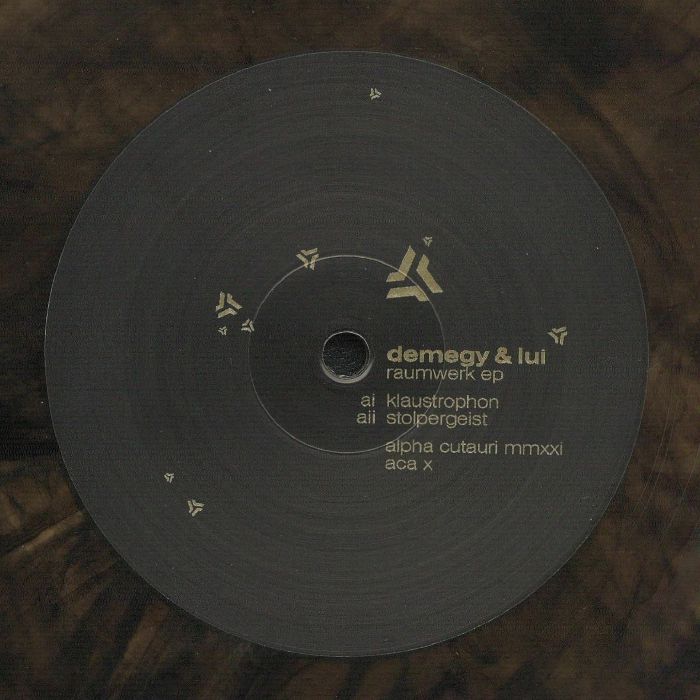 demegy & lui
raumwerk ep
ai klaustrophon
aii stolpergeist
alpha cutauri mmxxi
aca x